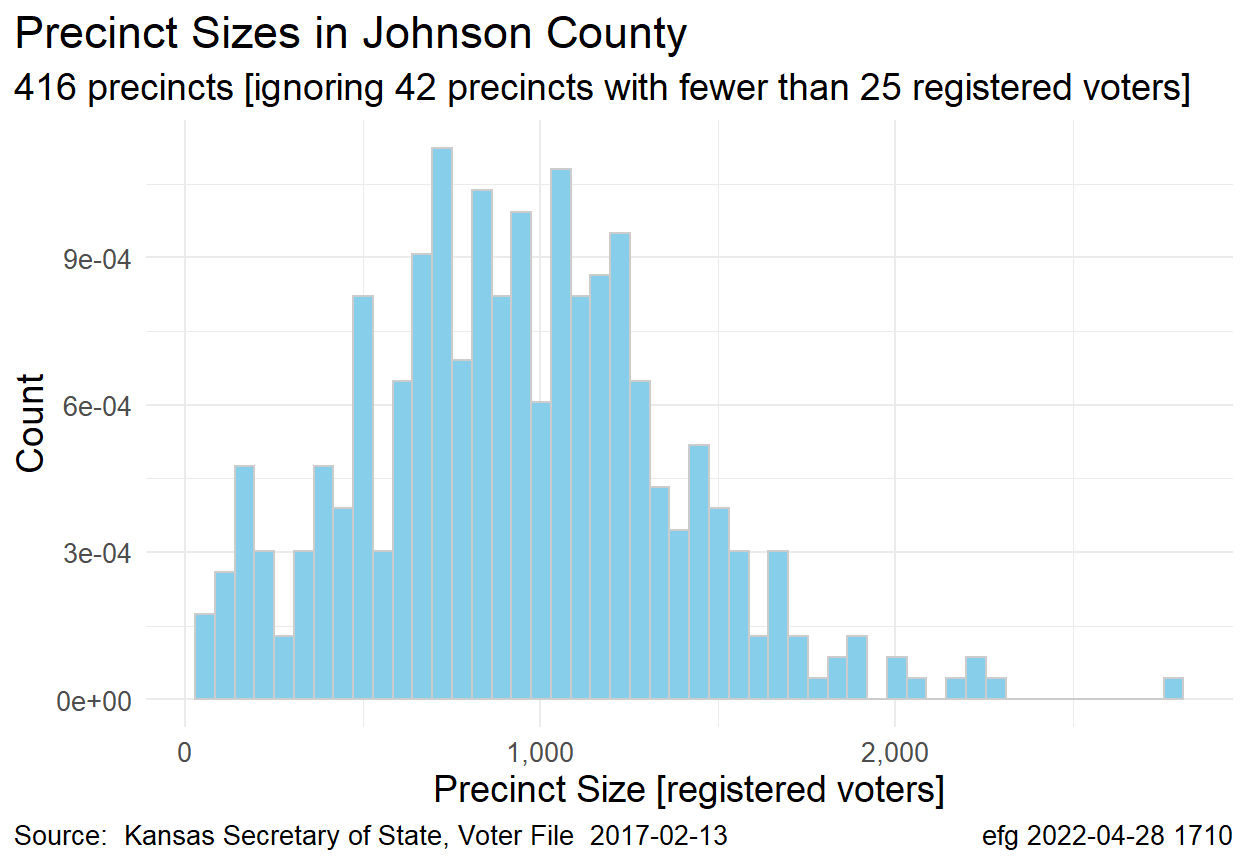 Precinct Sizes in Johnson County
416 precincts [ignoring 42 precincts with fewer than 25 registered voters]
Count
9e-04
6e-04
3e-04
0e+00
0
1,000
2,000
Precinct Size [registered voters]
Source:  Kansas Secretary of State, Voter File  2017-02-13
efg 2022-04-28 1710